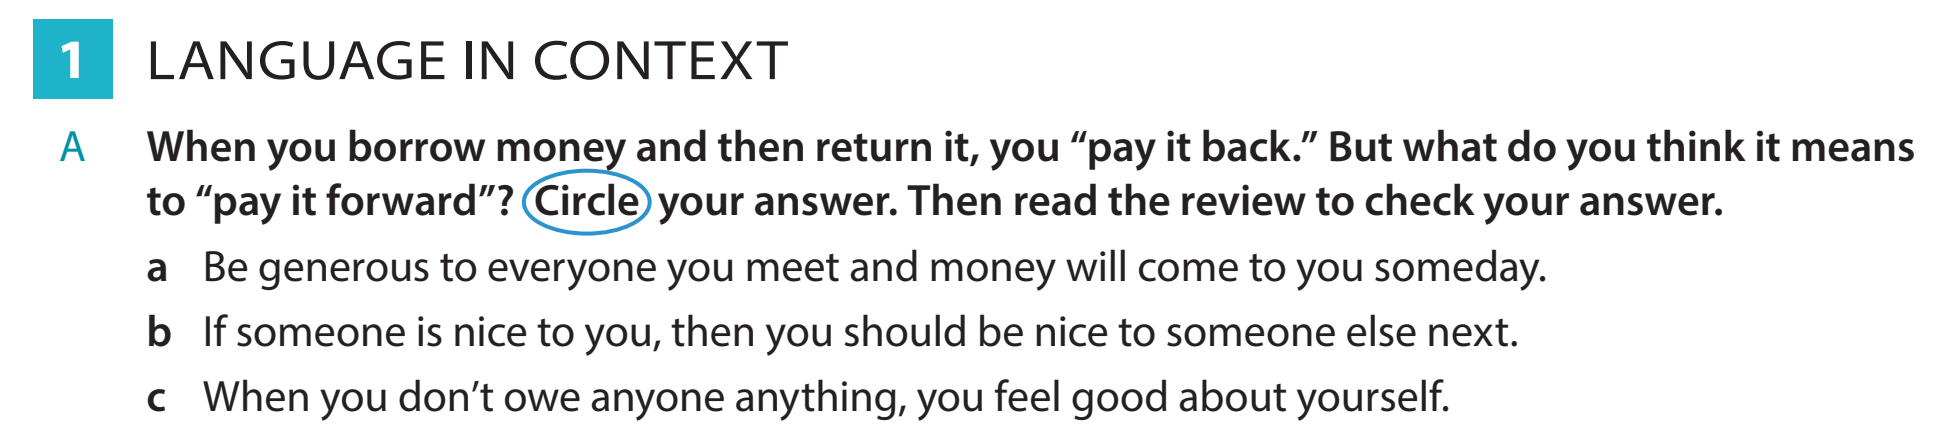 1 LANGUAGE IN CONTEXT
A When you borrow money and then return it, you “pay it back.” But what do you think it means
to “pay it forward”? Circle your answer. Then read the review to check your answer.
a Be generous to everyone you meet and money will come to you someday.
b If someone is nice to you, then you should be nice to someone else next.
c When you don’t owe anyone anything, you feel good about yourself.